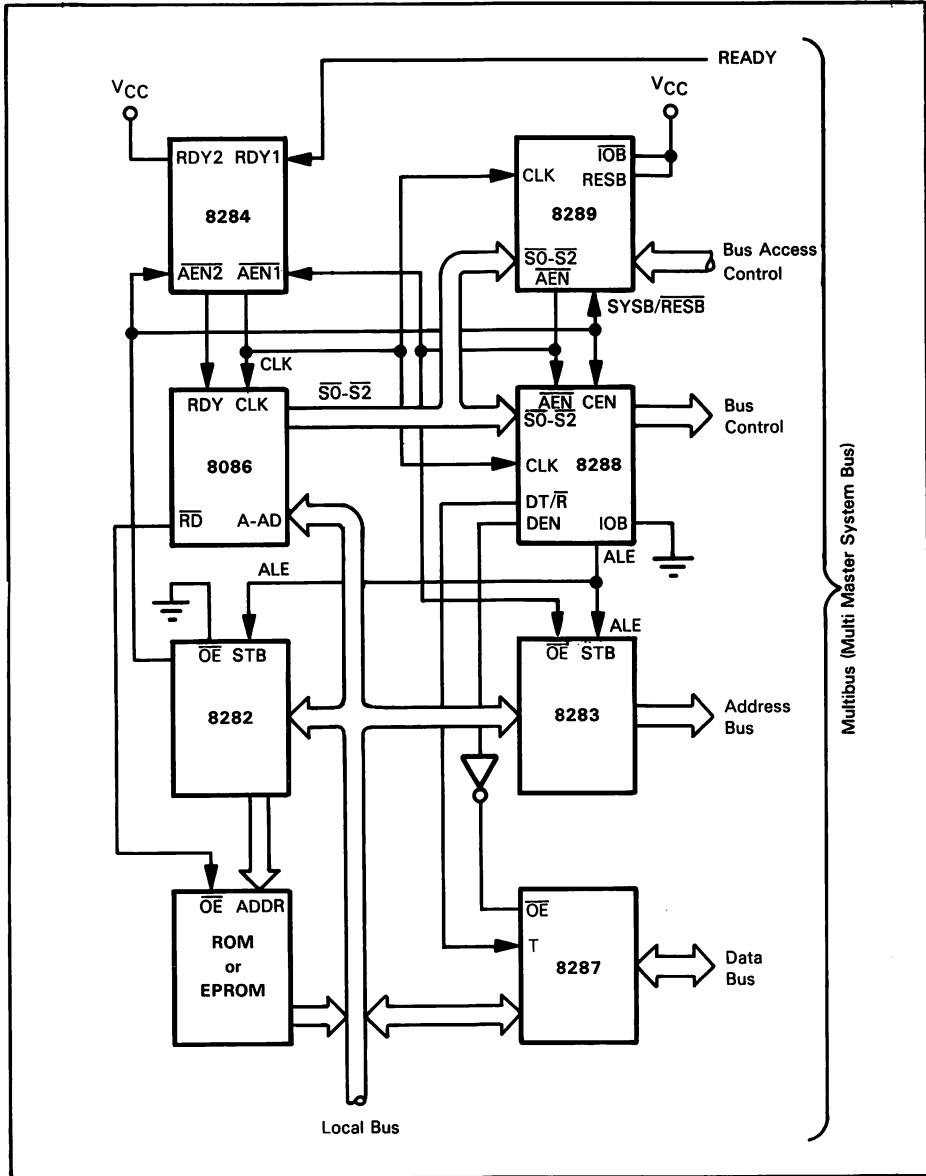 READY
VCC
VCC
RDY2 RDY1
8284
AEN2 AEN1
IOB
CLK RESB
8289
S0-S2
AEN
Bus Access
Control
SYSB/RESB
CLK
RDY CLK
S0-S2
8086
RD A-AD
AEN CEN
S0-S2
CLK 8288
DT/R
DEN IOB
Bus
Control
ALE
ALE
ALE
OE STB
8282
OE STB
8283
Address
Bus
OE ADDR
ROM
or
EPROM
OE
T
8287
Data
Bus
Local Bus
Multibus (Multi Master System Bus)